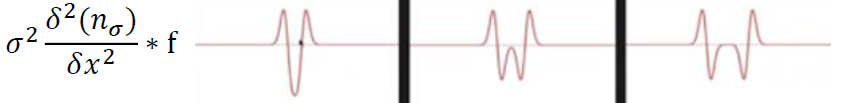 σ² δ²(n_σ)/δx² * f